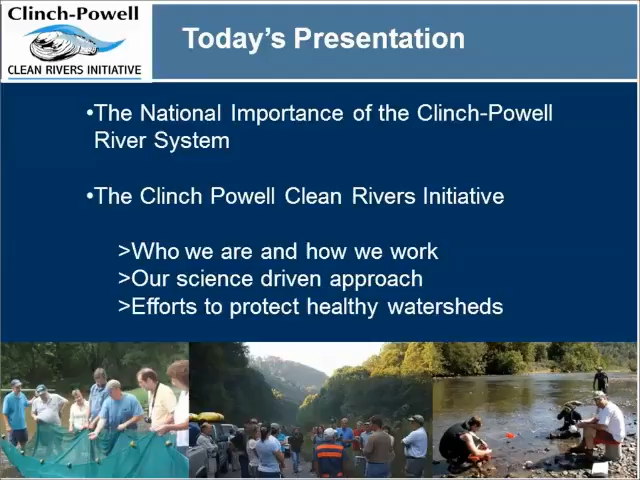 Clinch-Powell
CLEAN RIVERS INITIATIVE
Today's Presentation
•The National Importance of the Clinch-Powell
River System
•The Clinch Powell Clean Rivers Initiative
>Who we are and how we work
>Our science driven approach
>Efforts to protect healthy watersheds